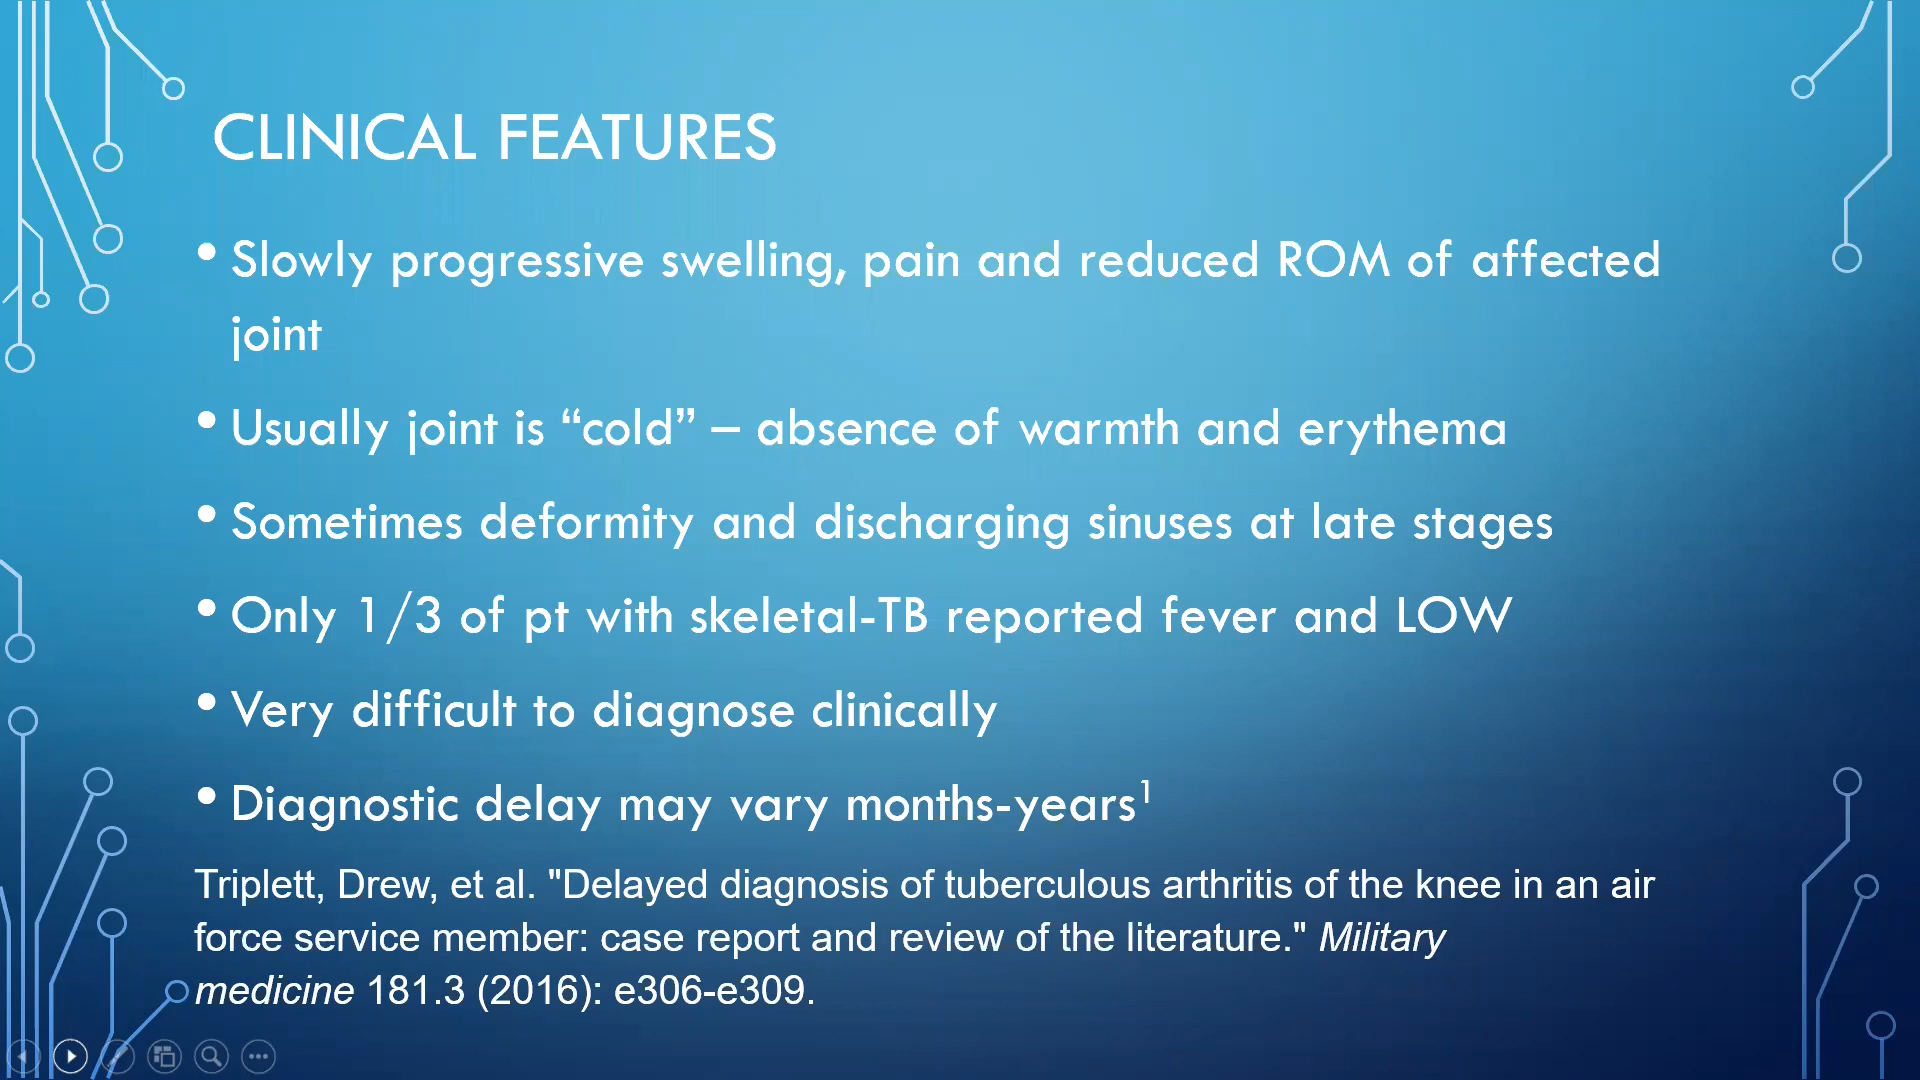 CLINICAL FEATURES
• Slowly progressive swelling, pain and reduced ROM of affected
joint
• Usually joint is “cold” – absence of warmth and erythema
• Sometimes deformity and discharging sinuses at late stages
• Only 1/3 of pt with skeletal-TB reported fever and LOW
• Very difficult to diagnose clinically
• Diagnostic delay may vary months-years¹
Triplett, Drew, et al. "Delayed diagnosis of tuberculous arthritis of the knee in an air
force service member: case report and review of the literature." Military
medicine 181.3 (2016): e306-e309.